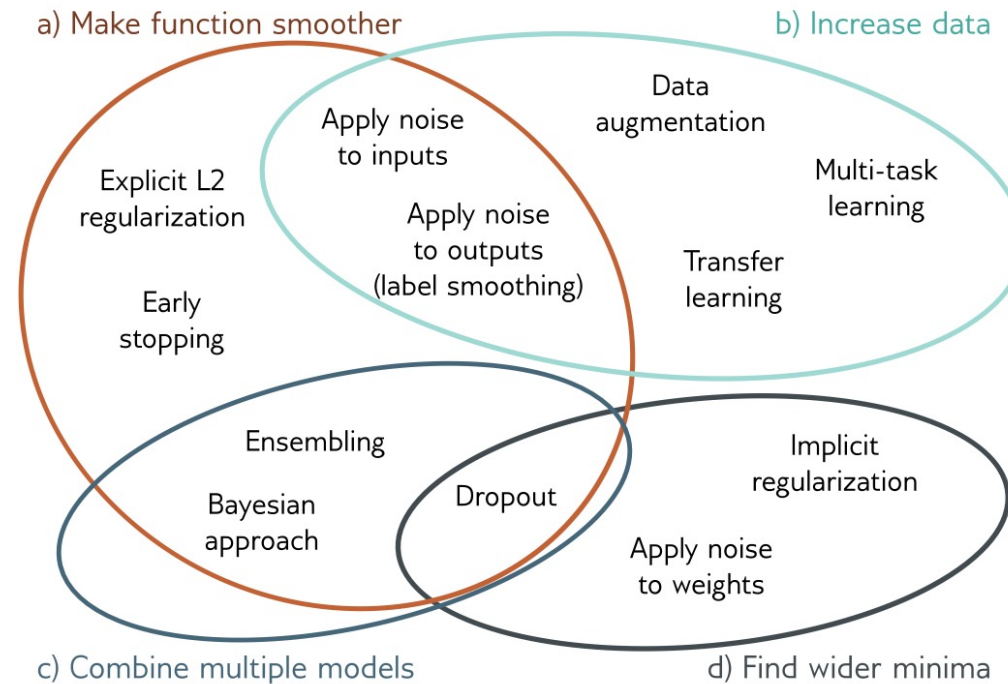 a) Make function smoother
b) Increase data
Apply noise
to inputs
Data
augmentation
Explicit L2
regularization
Multi-task
learning
Apply noise
to outputs
(label smoothing)
Transfer
learning
Early
stopping
Ensembling
Bayesian
approach
Dropout
Implicit
regularization
Apply noise
to weights
c) Combine multiple models
d) Find wider minima